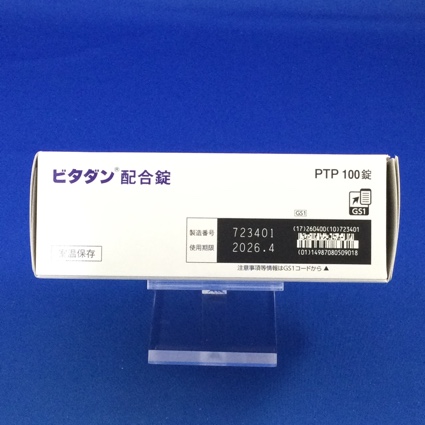 ビタダン® 配合錠
PTP 100錠
GS1
GS1
製造番号 723401
使用期限 2026.4
(17)260400(10)723401
(01)14987080509018
室温保存
注意事項等情報はGS1コードから▲